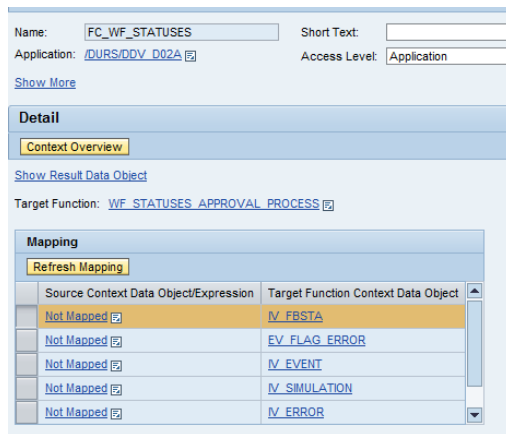 Name: FC_WF_STATUSES Short Text:
Application: /DURS/DDV_D02A Access Level: Application
Show More
Detail
Context Overview
Show Result Data Object
Target Function: WF_STATUSES_APPROVAL_PROCESS
Mapping
Refresh Mapping
Source Context Data Object/Expression Target Function Context Data Object
Not Mapped IV_FBSTA
Not Mapped EV_FLAG_ERROR
Not Mapped IV_EVENT
Not Mapped IV_SIMULATION
Not Mapped IV_ERROR